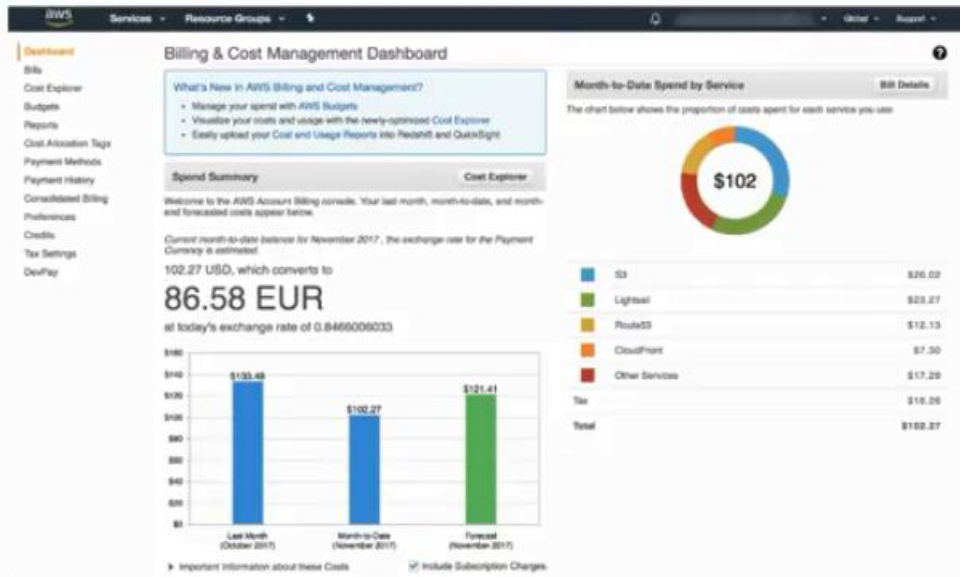 aws
Services
Resource Groups
Global
Support
Dashboard
Bills
Cost Explorer
Budgets
Reports
Cost Allocation Tags
Payment Methods
Payment History
Consolidated Billing
Preferences
Credits
Tax Settings
DevPay
Billing & Cost Management Dashboard
What's New in AWS Billing and Cost Management?
• Manage your spend with AWS Budgets
• Visualize your costs and usage with the newly-optimized Cost Explorer
• Easily upload your Cost and Usage Reports into Redshift and QuickSight
Spend Summary
Cost Explorer
Welcome to the AWS Account Billing console. Your last month, month-to-date, and month-
end forecasted costs appear below.
Current month-to-date balance for November 2017 , the exchange rate for the Payment
Currency is estimated.
102.27 USD, which converts to
86.58 EUR
at today's exchange rate of 0.8466006033
$160
$140
$120
$100
$80
$60
$40
$20
$0
$133.48
$102.27
$121.41
Last Month
(October 2017)
Month-to-Date
(November 2017)
Forecast
(November 2017)
Important Information about these Costs
Include Subscription Charges
Month-to-Date Spend by Service
Bill Details
The chart below shows the proportion of costs spent for each service you use.
$102
S3 $26.02
Lightsail $23.27
Route53 $12.13
CloudFront $7.30
Other Services $17.29
Tax $16.26
Total $102.27